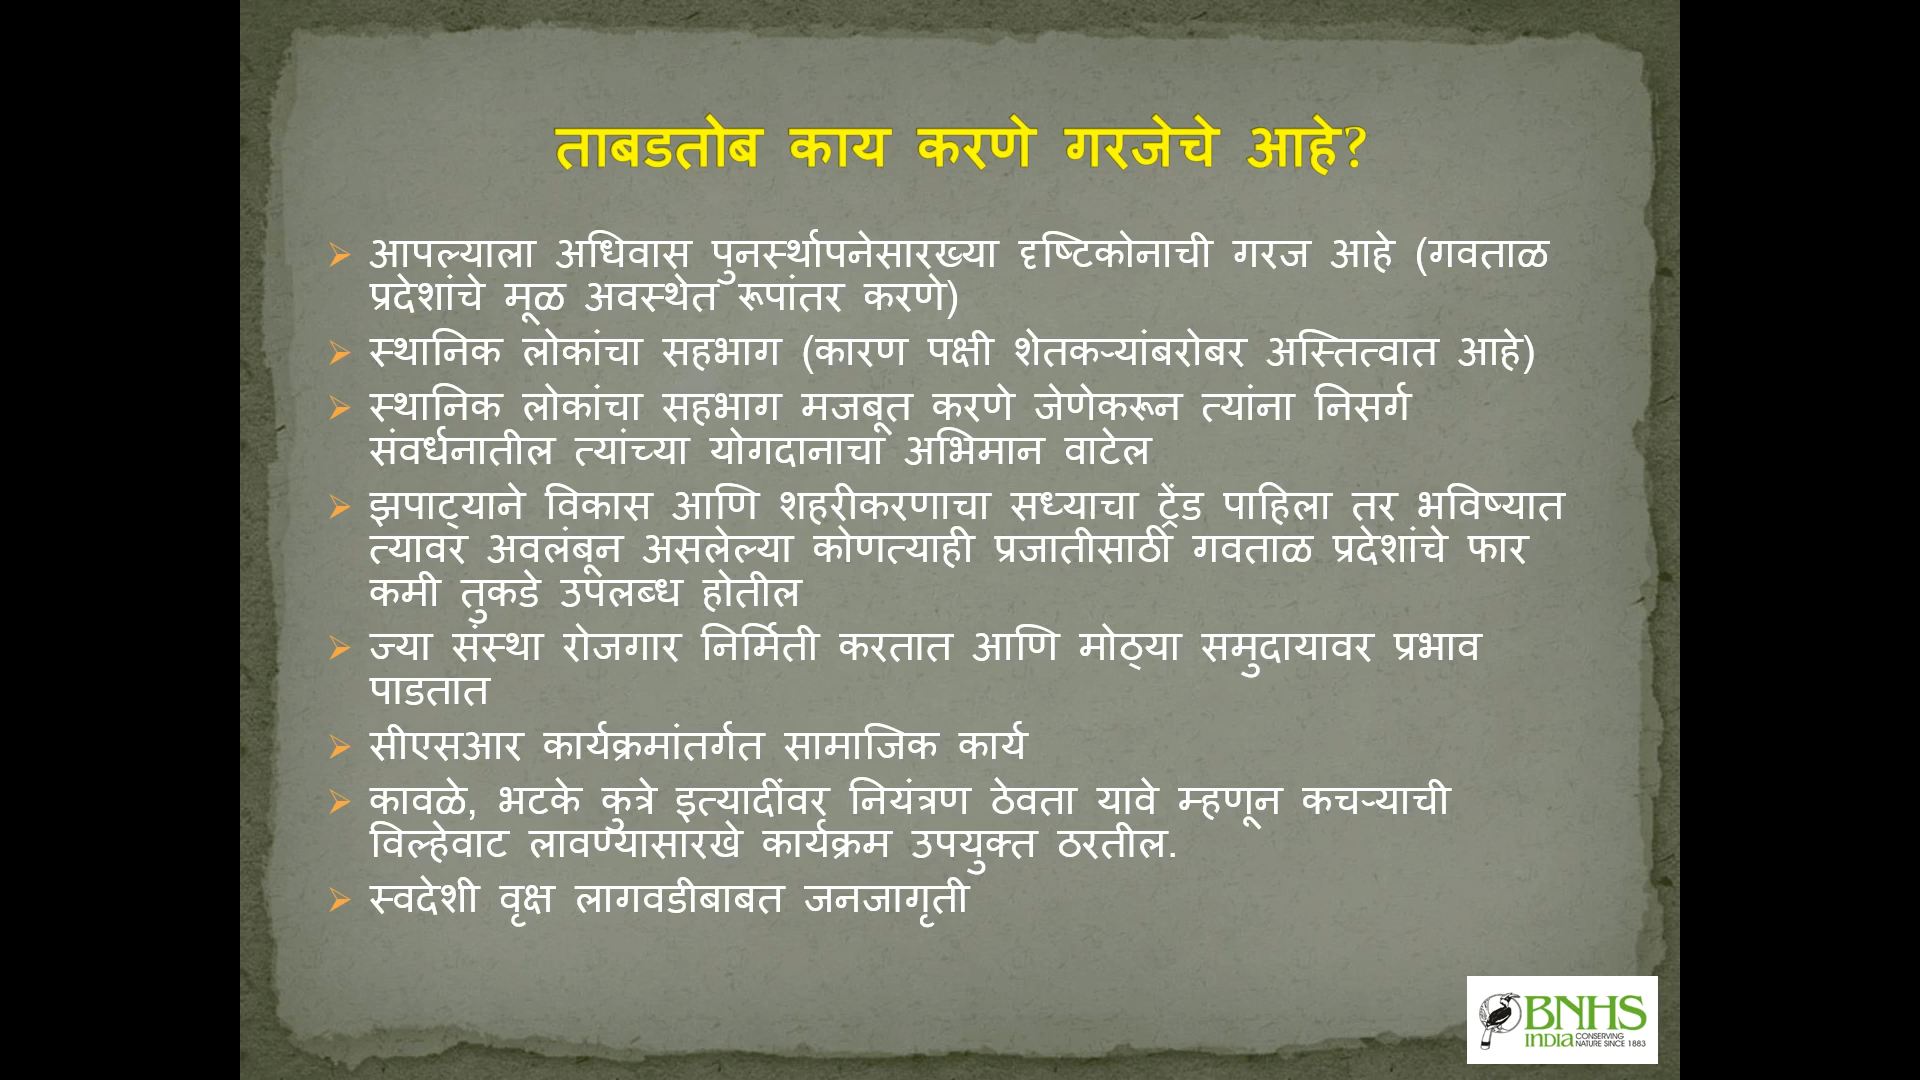 ताबडतोब काय करणे गरजेचे आहे?
आपल्याला अधिवास पुनर्स्थापनेसारख्या दृष्टिकोनाची गरज आहे (गवताळ
प्रदेशांचे मूळ अवस्थेत रूपांतर करणे)
स्थानिक लोकांचा सहभाग (कारण पक्षी शेतकऱ्यांबरोबर अस्तित्वात आहे)
स्थानिक लोकांचा सहभाग मजबूत करणे जेणेकरून त्यांना निसर्ग
संवर्धनातील त्यांच्या योगदानाचा अभिमान वाटेल
झपाट्याने विकास आणि शहरीकरणाचा सध्याचा ट्रेंड पाहिला तर भविष्यात
त्यावर अवलंबून असलेल्या कोणत्याही प्रजातीसाठी गवताळ प्रदेशांचे फार
कमी तुकडे उपलब्ध होतील
ज्या संस्था रोजगार निर्मिती करतात आणि मोठ्या समुदायावर प्रभाव
पाडतात
सीएसआर कार्यक्रमांतर्गत सामाजिक कार्य
कावळे, भटके कुत्रे इत्यादींवर नियंत्रण ठेवता यावे म्हणून कचऱ्याची
विल्हेवाट लावण्यासारखे कार्यक्रम उपयुक्त ठरतील.
स्वदेशी वृक्ष लागवडीबाबत जनजागृती
BNHS
INDIA CONSERVING
NATURE SINCE 1883